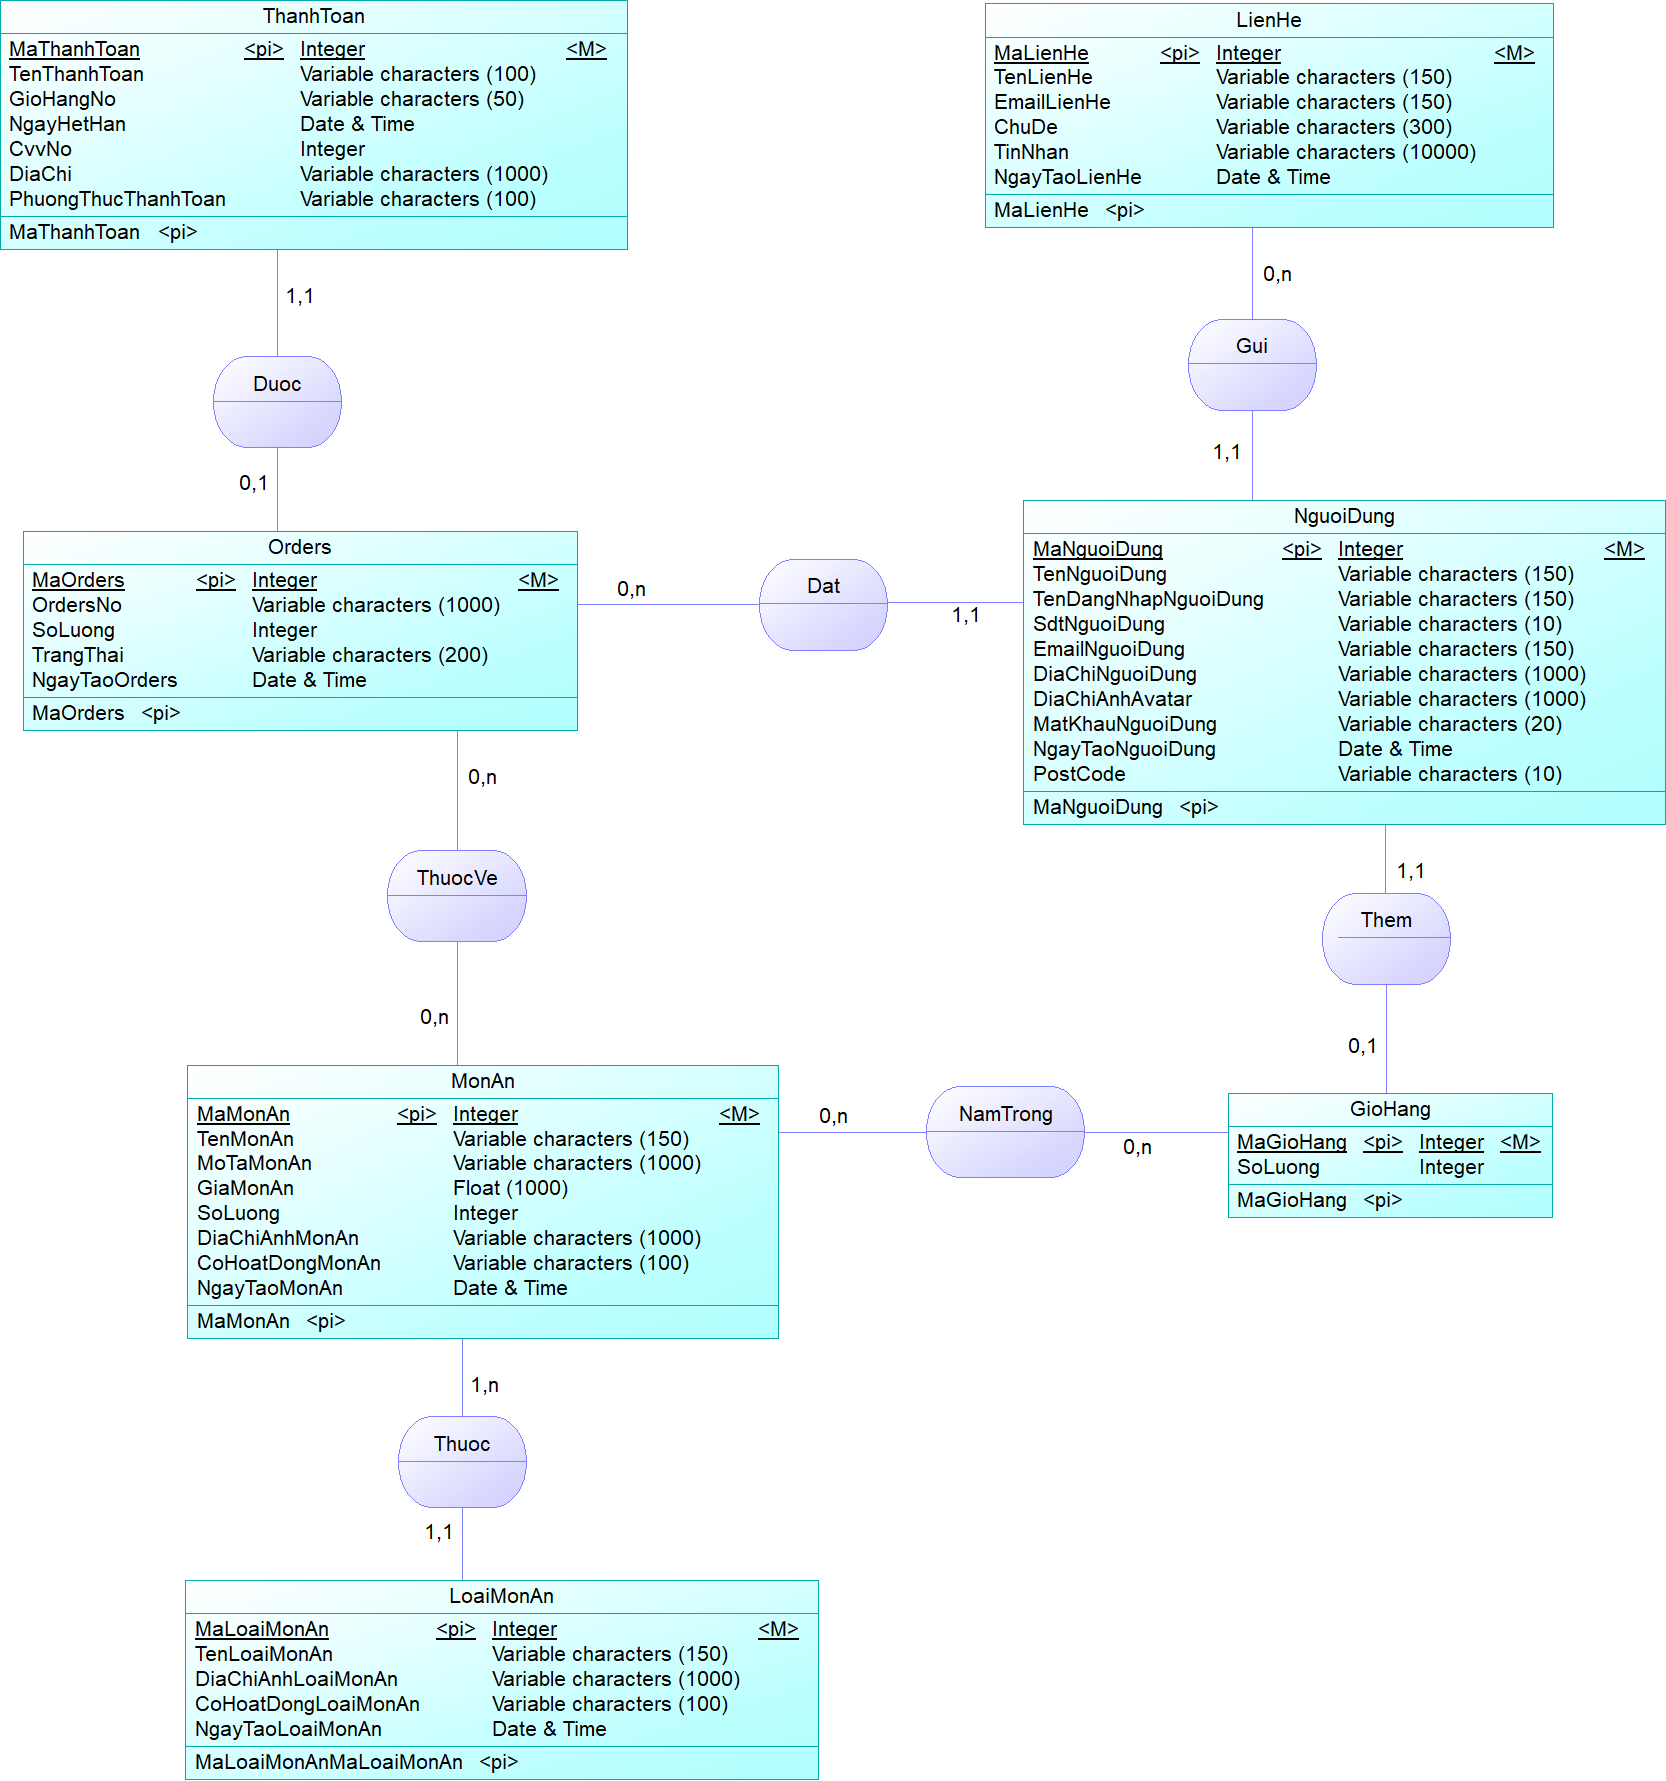 ThanhToan
MaThanhToan <pi> Integer <M>
TenThanhToan Variable characters (100)
GioHangNo Variable characters (50)
NgayHetHan Date & Time
CvvNo Integer
DiaChi Variable characters (1000)
PhuongThucThanhToan Variable characters (100)
MaThanhToan <pi>
LienHe
MaLienHe <pi> Integer <M>
TenLienHe Variable characters (150)
EmailLienHe Variable characters (150)
ChuDe Variable characters (300)
TinNhan Variable characters (10000)
NgayTaoLienHe Date & Time
MaLienHe <pi>
0,n
1,1
Gui
Duoc
1,1
0,1
NguoiDung
MaNguoiDung <pi> Integer <M>
TenNguoiDung Variable characters (150)
TenDangNhapNguoiDung Variable characters (150)
SdtNguoiDung Variable characters (10)
EmailNguoiDung Variable characters (150)
DiaChiNguoiDung Variable characters (1000)
DiaChiAnhAvatar Variable characters (1000)
MatKhauNguoiDung Variable characters (20)
NgayTaoNguoiDung Date & Time
PostCode Variable characters (10)
MaNguoiDung <pi>
Orders
MaOrders <pi> Integer <M>
OrdersNo Variable characters (1000)
SoLuong Integer
TrangThai Variable characters (200)
NgayTaoOrders Date & Time
MaOrders <pi>
0,n
Dat
1,1
0,n
ThuocVe
0,n
1,1
Them
0,1
MonAn
MaMonAn <pi> Integer <M>
TenMonAn Variable characters (150)
MoTaMonAn Variable characters (1000)
GiaMonAn Float (1000)
SoLuong Integer
DiaChiAnhMonAn Variable characters (1000)
CoHoatDongMonAn Variable characters (100)
NgayTaoMonAn Date & Time
MaMonAn <pi>
0,n
NamTrong
0,n
GioHang
MaGioHang <pi> Integer <M>
SoLuong Integer
MaGioHang <pi>
1,n
Thuoc
1,1
LoaiMonAn
MaLoaiMonAn <pi> Integer <M>
TenLoaiMonAn Variable characters (150)
DiaChiAnhLoaiMonAn Variable characters (1000)
CoHoatDongLoaiMonAn Variable characters (100)
NgayTaoLoaiMonAn Date & Time
MaLoaiMonAnMaLoaiMonAn <pi>